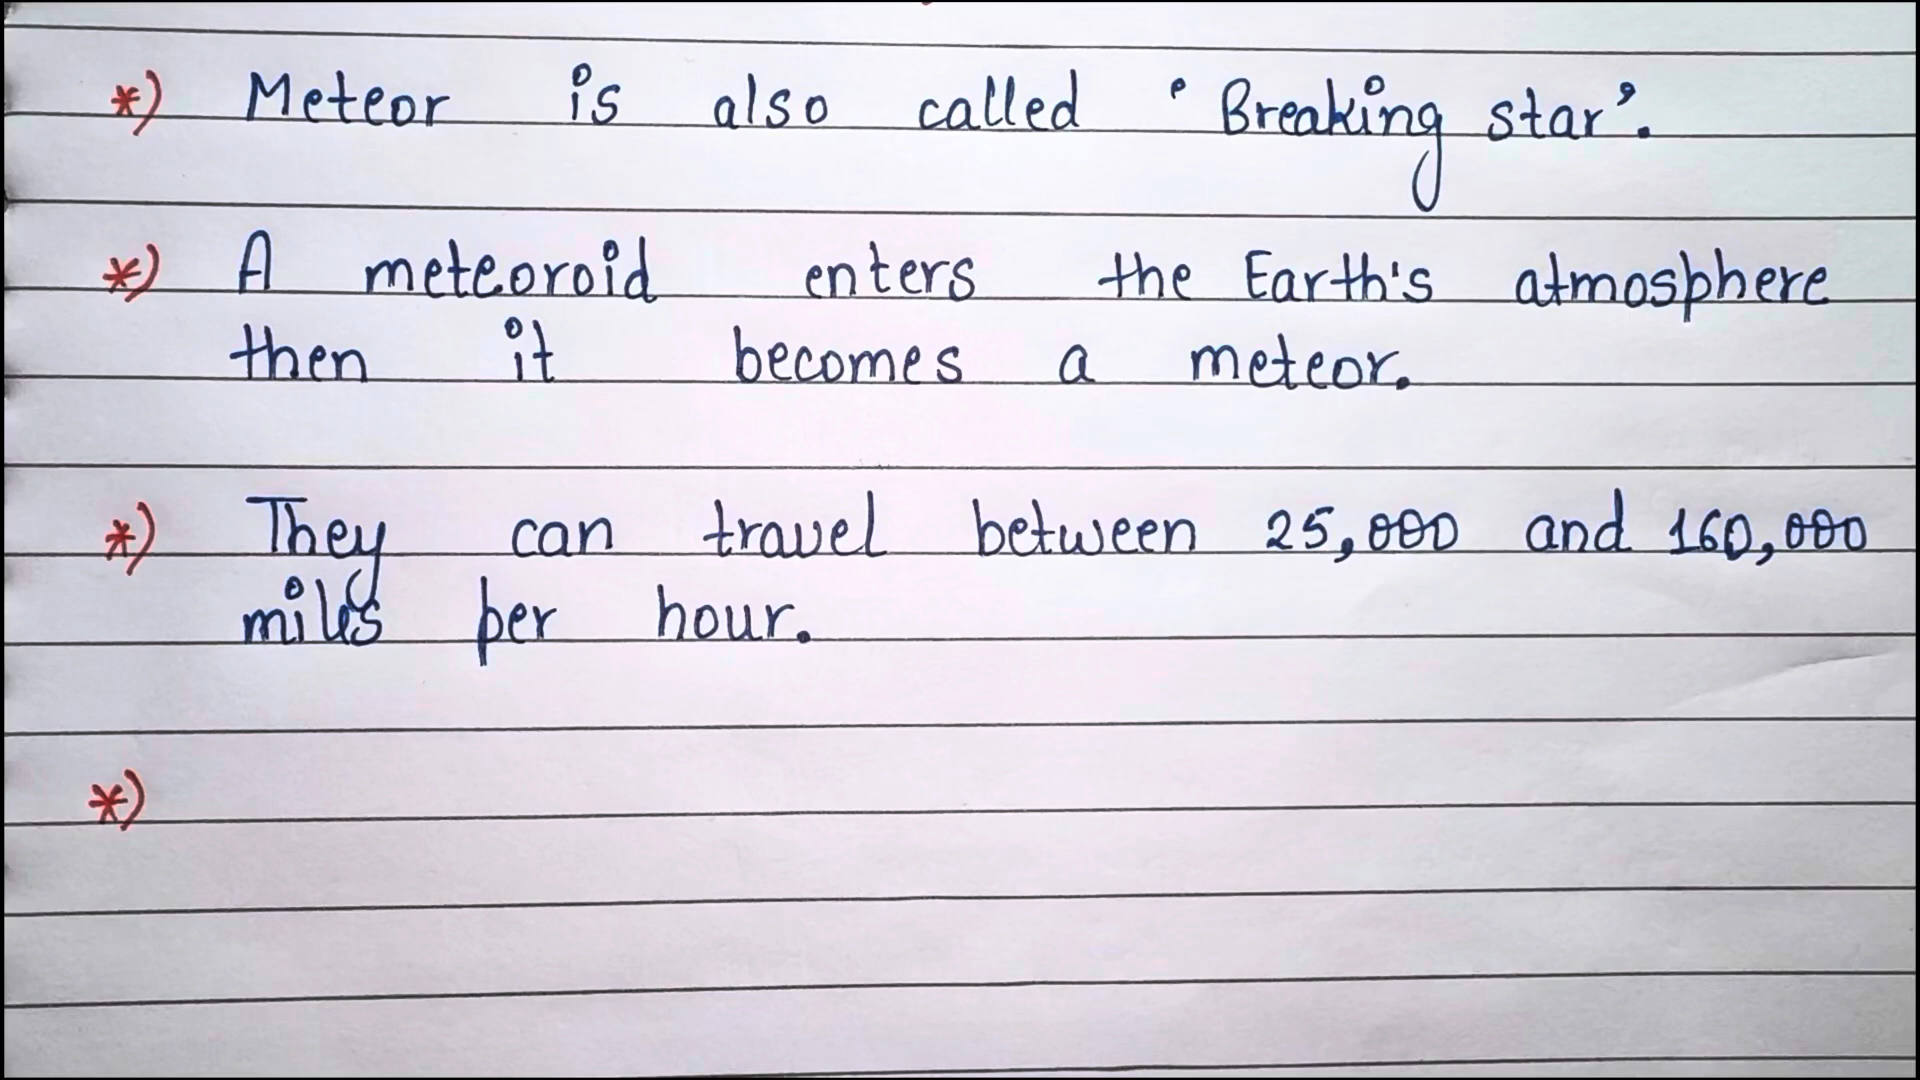 *) Meteor is also called 'Breaking star'.
*) A meteoroid enters the Earth's atmosphere
then it becomes a meteor.
*) They can travel between 25,000 and 160,000
miles per hour.
*)